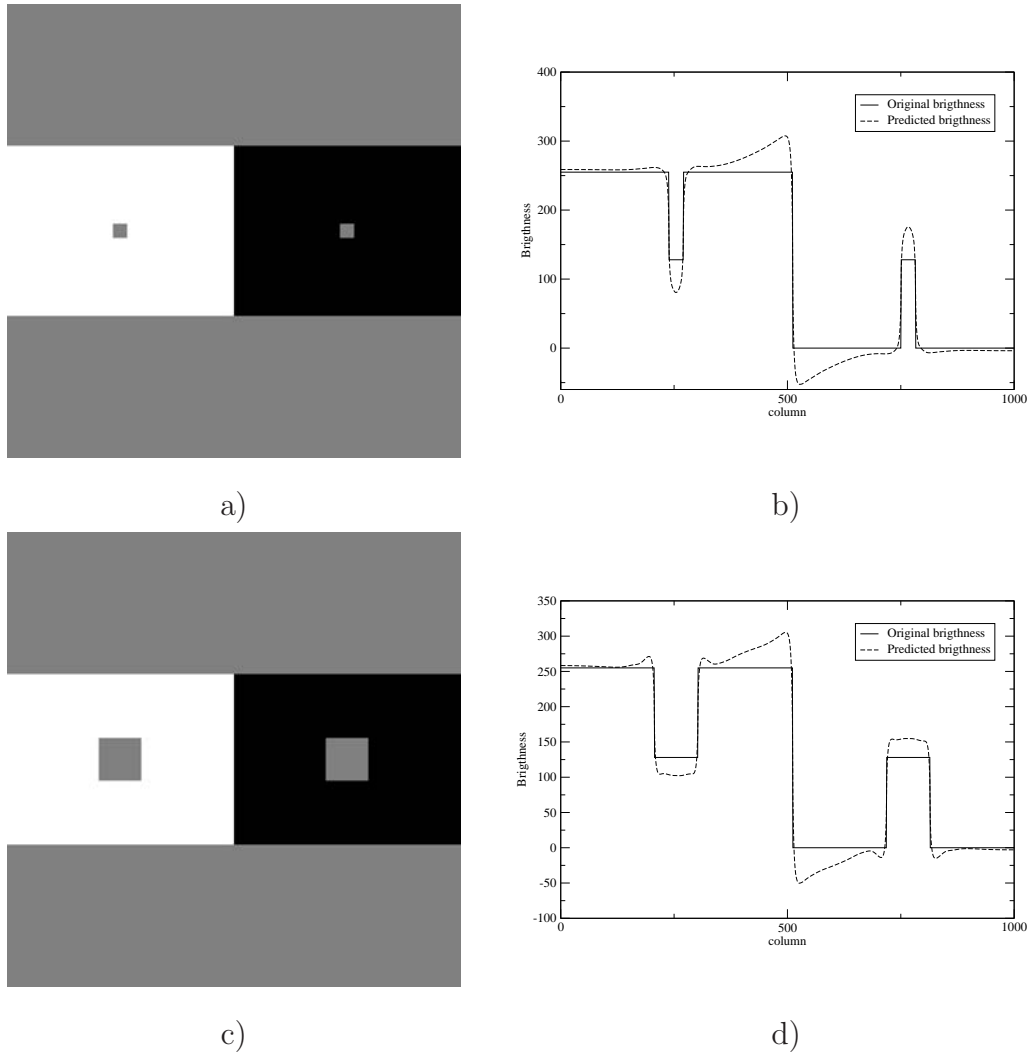 400
300
200
100
0
Brigthness
0
500
1000
column
Original brigthness
Predicted brigthness
a)
b)
350
300
250
200
150
100
50
0
-50
-100
Brigthness
0
500
1000
column
Original brigthness
Predicted brigthness
c)
d)